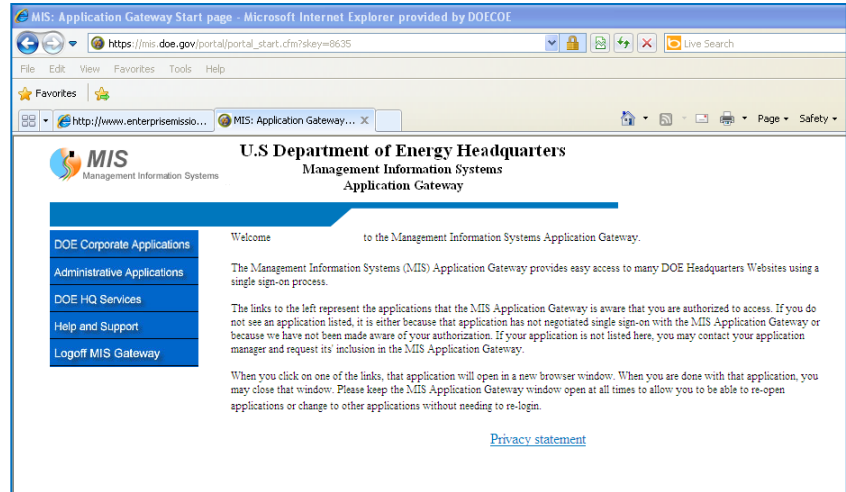 MIS: Application Gateway Start page - Microsoft Internet Explorer provided by DOECOE
https://mis.doe.gov/portal/portal_start.cfm?skey=8635
Live Search
File Edit View Favorites Tools Help
Favorites
http://www.enterprisemissio... MIS: Application Gateway... X Page Safety
MIS
Management Information Systems
U.S Department of Energy Headquarters
Management Information Systems
Application Gateway
DOE Corporate Applications
Administrative Applications
DOE HQ Services
Help and Support
Logoff MIS Gateway
Welcome to the Management Information Systems Application Gateway.
The Management Information Systems (MIS) Application Gateway provides easy access to many DOE Headquarters Websites using a
single sign-on process.
The links to the left represent the applications that the MIS Application Gateway is aware that you are authorized to access. If you do
not see an application listed, it is either because that application has not negotiated single sign-on with the MIS Application Gateway or
because we have not been made aware of your authorization. If your application is not listed here, you may contact your application
manager and request its' inclusion in the MIS Application Gateway.
When you click on one of the links, that application will open in a new browser window. When you are done with that application, you
may close that window. Please keep the MIS Application Gateway window open at all times to allow you to be able to re-open
applications or change to other applications without needing to re-login.
Privacy statement